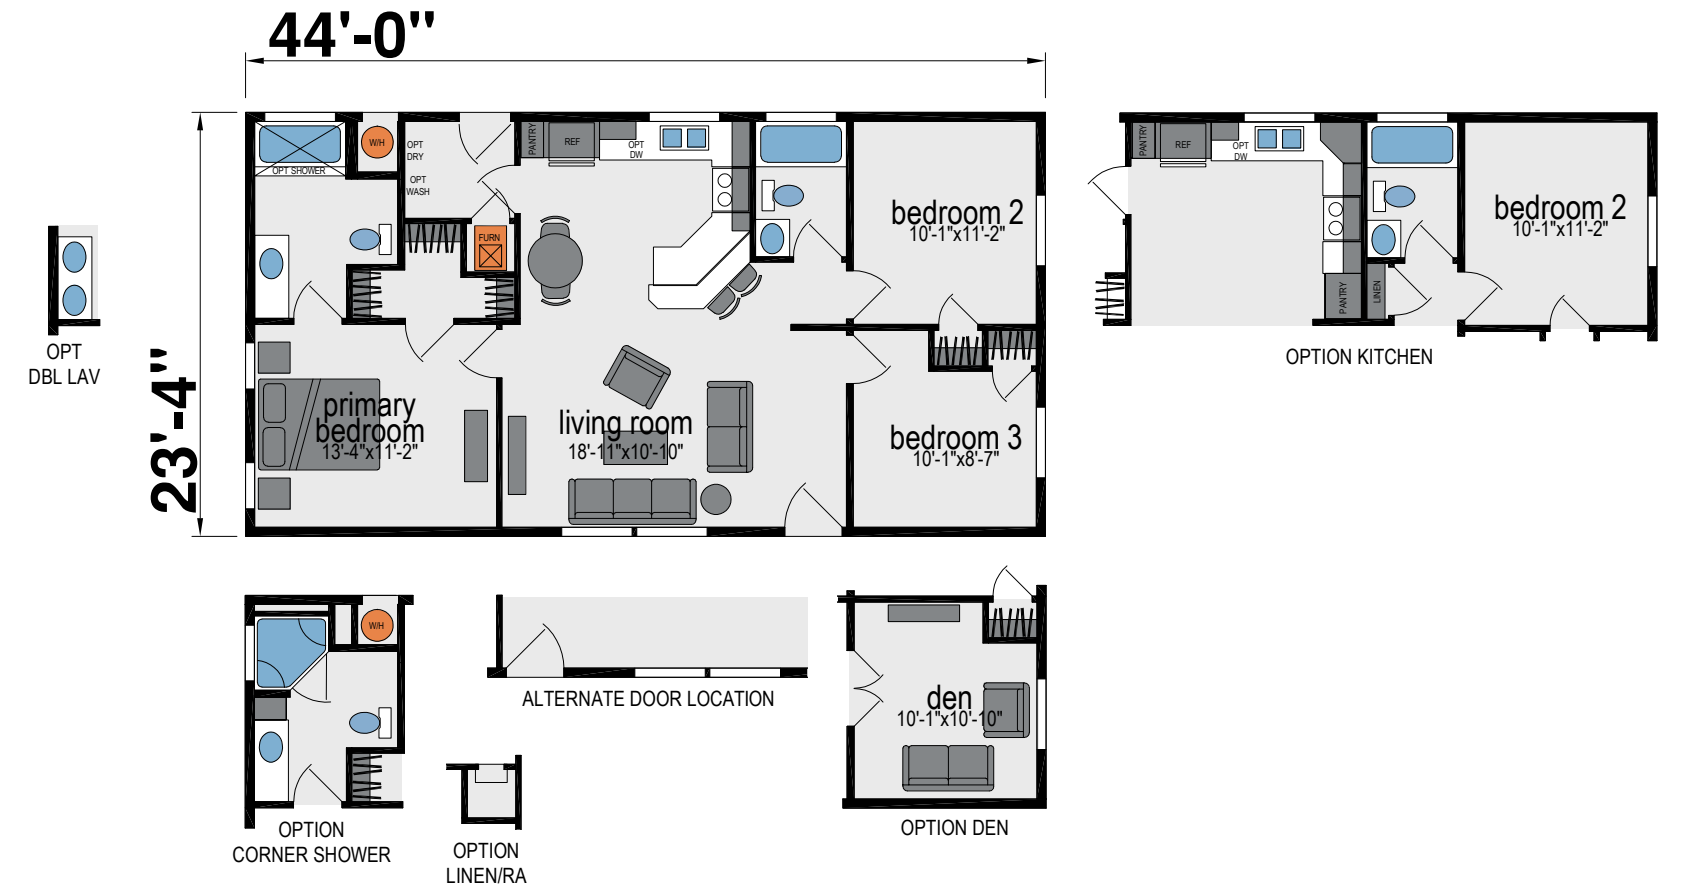 44'-0"
23'-4"
OPT SHOWER
W/H
OPT
DRY
OPT
WASH
PANTRY
REF
OPT
DW
FURN
bedroom 2
10'-1"x11'-2"
primary
bedroom
13'-4"x11'-2"
living room
18'-11"x10'-10"
bedroom 3
10'-1"x8'-7"
OPT
DBL LAV
PANTRY
REF
OPT
DW
PANTRY
LINEN
bedroom 2
10'-1"x11'-2"
OPTION KITCHEN
W/H
OPTION
CORNER SHOWER
ALTERNATE DOOR LOCATION
OPTION
LINEN/RA
den
10'-1"x10'-10"
OPTION DEN